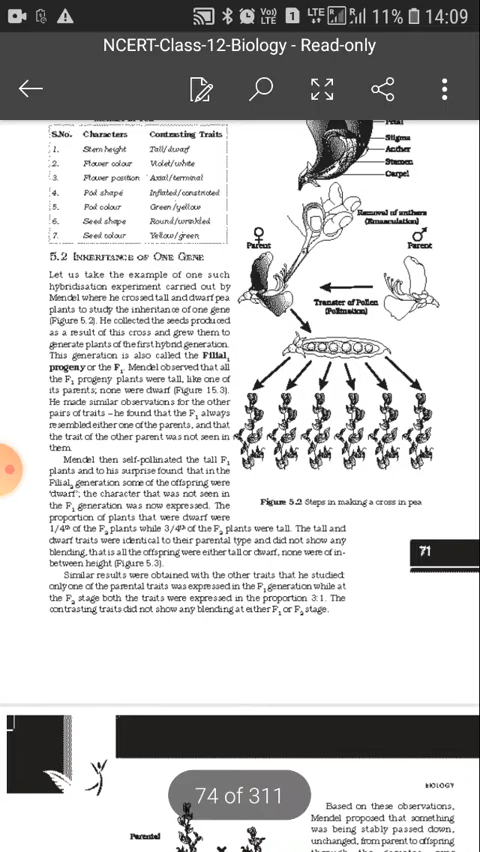 11% 14:09
NCERT-Class-12-Biology - Read-only
S.No. Characters Contrasting Traits
1. Stem height Tall/dwarf
2. Flower colour Violet/white
3. Flower position Axial/terminal
4. Pod shape Inflated/constricted
5. Pod colour Green/yellow
6. Seed shape Round/wrinkled
7. Seed colour Yellow/green
5.2 INHERITANCE OF ONE GENE
Let us take the example of one such
hybridisation experiment carried out by
Mendel where he crossed tall and dwarf pea
plants to study the inheritance of one gene
(Figure 5.2). He collected the seeds produced
as a result of this cross and grew them to
generate plants of the first hybrid generation.
This generation is also called the Filial1
progeny or the F1. Mendel observed that all
the F1 progeny plants were tall, like one of
its parents; none were dwarf (Figure 15.3).
He made similar observations for the other
pairs of traits – he found that the F1 always
resembled either one of the parents, and that
the trait of the other parent was not seen in
them.
Mendel then self-pollinated the tall F1
plants and to his surprise found that in the
Filial2 generation some of the offspring were
'dwarf'; the character that was not seen in
the F1 generation was now expressed. The
proportion of plants that were dwarf were
1/4th of the F2 plants while 3/4th of the F2 plants were tall. The tall and
dwarf traits were identical to their parental type and did not show any
blending, that is all the offspring were either tall or dwarf, none were of in-
between height (Figure 5.3).
Similar results were obtained with the other traits that he studied:
only one of the parental traits was expressed in the F1 generation while at
the F2 stage both the traits were expressed in the proportion 3:1. The
contrasting traits did not show any blending at either F1 or F2 stage.
Petal
Stigma
Anther
Stamen
Carpel
Removal of anthers
(Emasculation)
Parent
Parent
Transfer of Pollen
(Pollination)
Figure 5.2 Steps in making a cross in pea
71
74 of 311
BIOLOGY
Parental
Based on these observations,
Mendel proposed that something
was being stably passed down,
unchanged, from parent to offspring
through the gametes, over